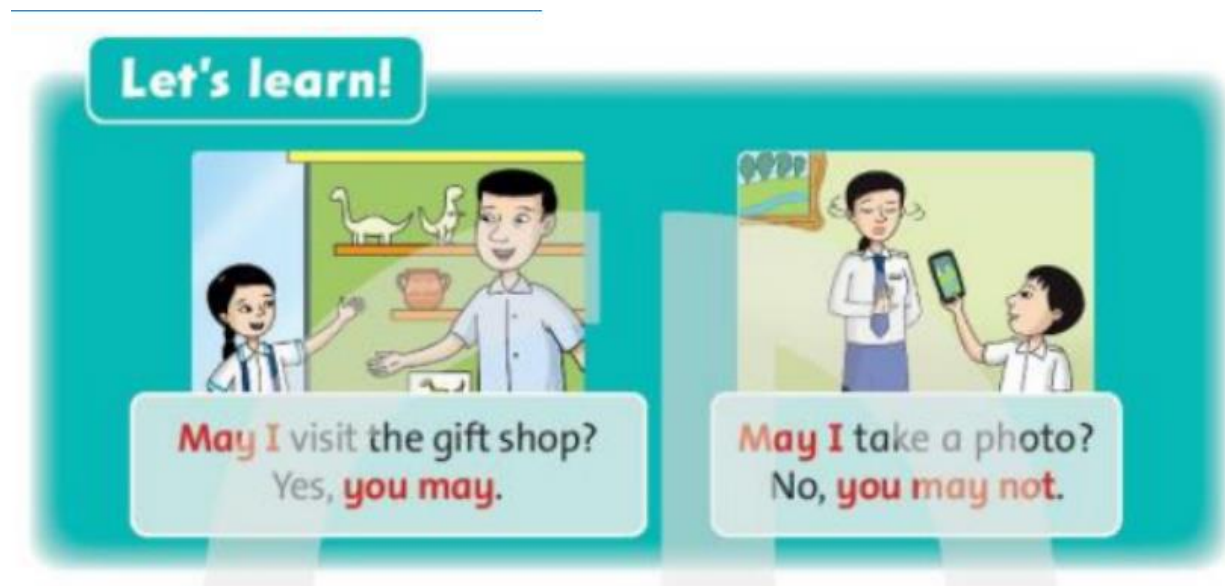 Let's learn!
May I visit the gift shop?
Yes, you may.
May I take a photo?
No, you may not.